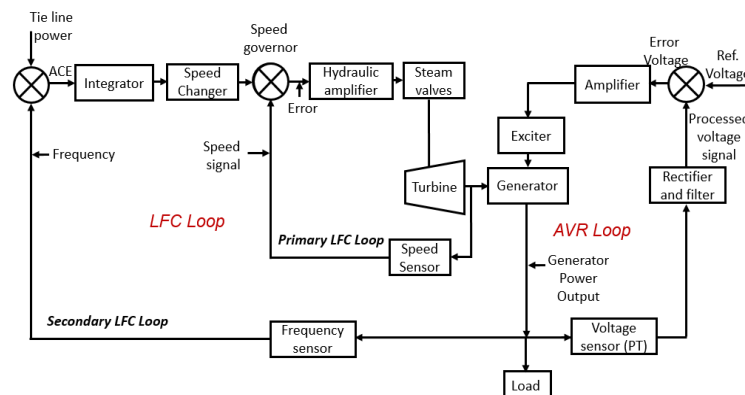 Tie line
power
ACE
Integrator
Speed
Changer
Speed
governor
Error
Hydraulic
amplifier
Steam
valves
Amplifier
Error
Voltage
Ref.
Voltage
Processed
voltage
signal
Exciter
Frequency
Speed
signal
Turbine
Generator
Rectifier
and filter
LFC Loop
Primary LFC Loop
Speed
Sensor
AVR Loop
Generator
Power
Output
Secondary LFC Loop
Frequency
sensor
Voltage
sensor (PT)
Load